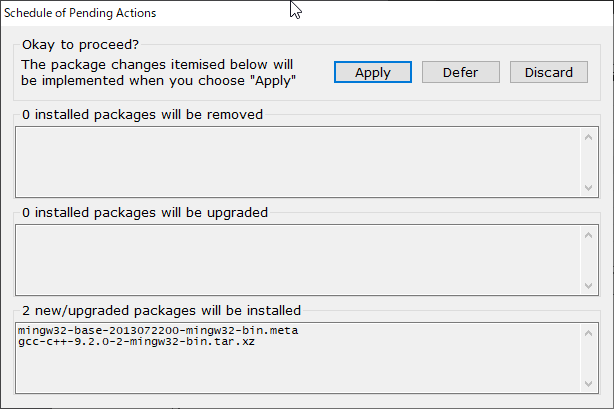 Schedule of Pending Actions
Okay to proceed?
The package changes itemised below will
be implemented when you choose "Apply"
Apply
Defer
Discard
0 installed packages will be removed
0 installed packages will be upgraded
2 new/upgraded packages will be installed
mingw32-base-2013072200-mingw32-bin.meta
gcc-c++-9.2.0-2-mingw32-bin.tar.xz